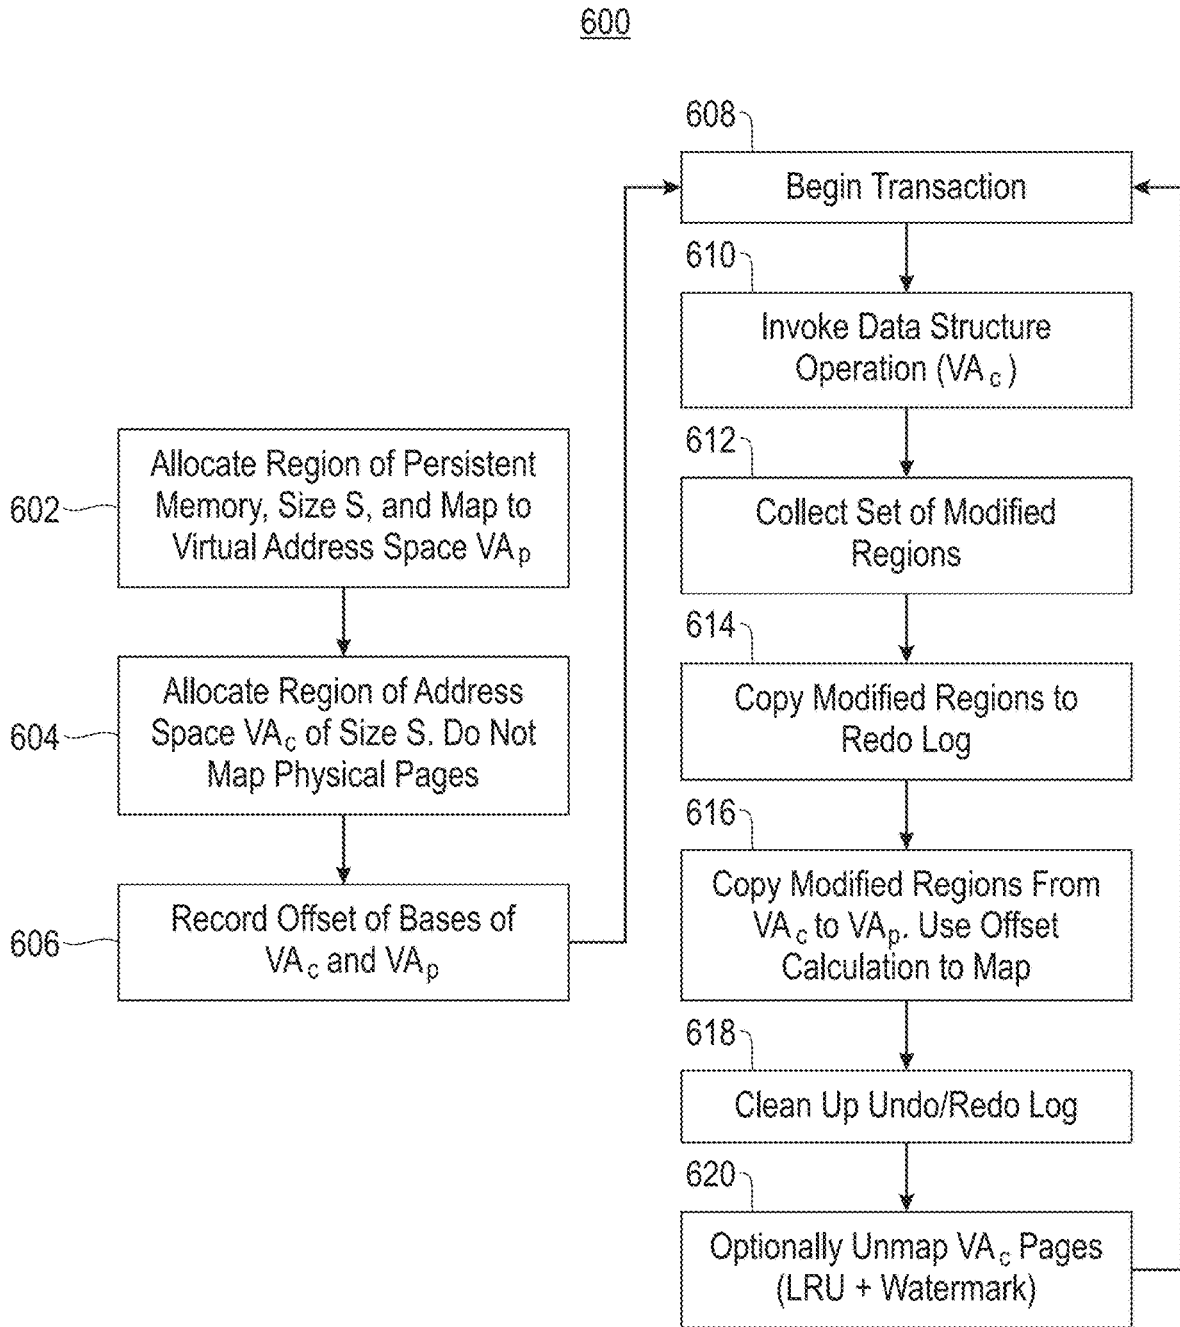 600
602
Allocate Region of Persistent
Memory, Size S, and Map to
Virtual Address Space VAp
604
Allocate Region of Address
Space VAc of Size S. Do Not
Map Physical Pages
606
Record Offset of Bases of
VAc and VAp
608
Begin Transaction
610
Invoke Data Structure
Operation (VAc)
612
Collect Set of Modified
Regions
614
Copy Modified Regions to
Redo Log
616
Copy Modified Regions From
VAc to VAp. Use Offset
Calculation to Map
618
Clean Up Undo/Redo Log
620
Optionally Unmap VAc Pages
(LRU + Watermark)